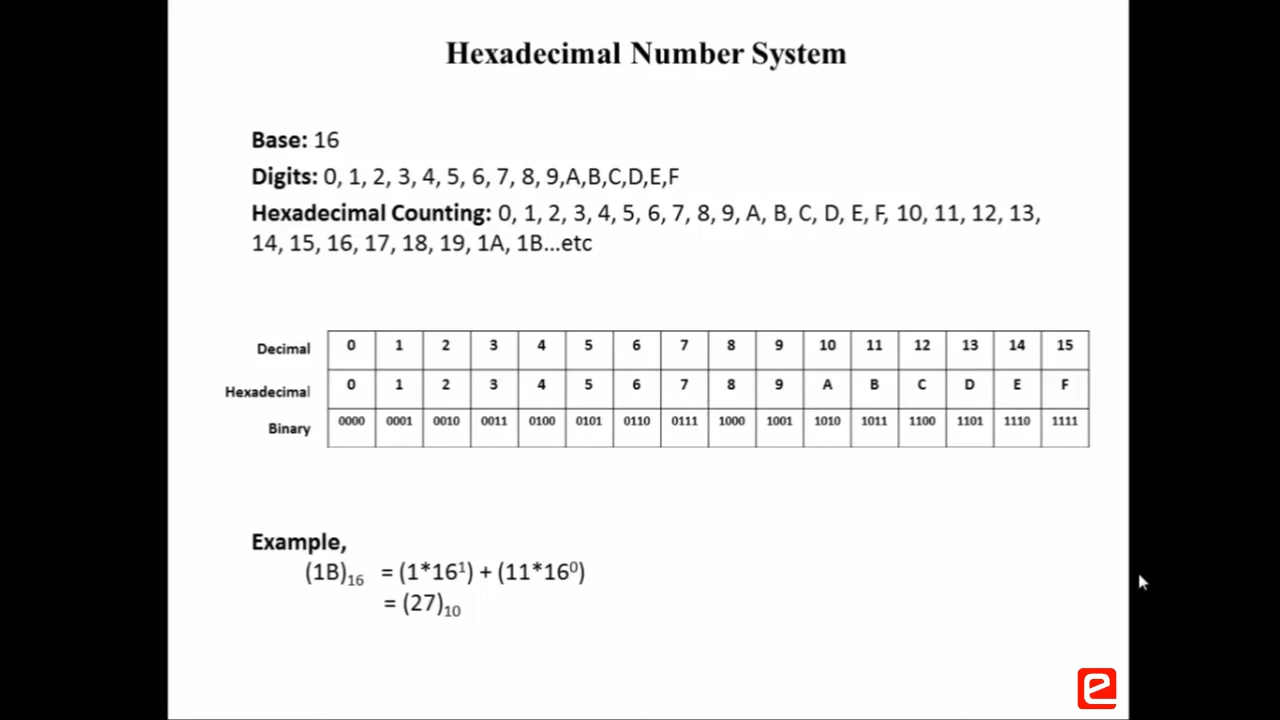 Hexadecimal Number System
Base: 16
Digits: 0, 1, 2, 3, 4, 5, 6, 7, 8, 9,A,B,C,D,E,F
Hexadecimal Counting: 0, 1, 2, 3, 4, 5, 6, 7, 8, 9, A, B, C, D, E, F, 10, 11, 12, 13,
14, 15, 16, 17, 18, 19, 1A, 1B...etc
Decimal 0 1 2 3 4 5 6 7 8 9 10 11 12 13 14 15
Hexadecimal 0 1 2 3 4 5 6 7 8 9 A B C D E F
Binary 0000 0001 0010 0011 0100 0101 0110 0111 1000 1001 1010 1011 1100 1101 1110 1111
Example,
(1B)₁₆ = (1*16¹) + (11*16⁰)
= (27)₁₀
e